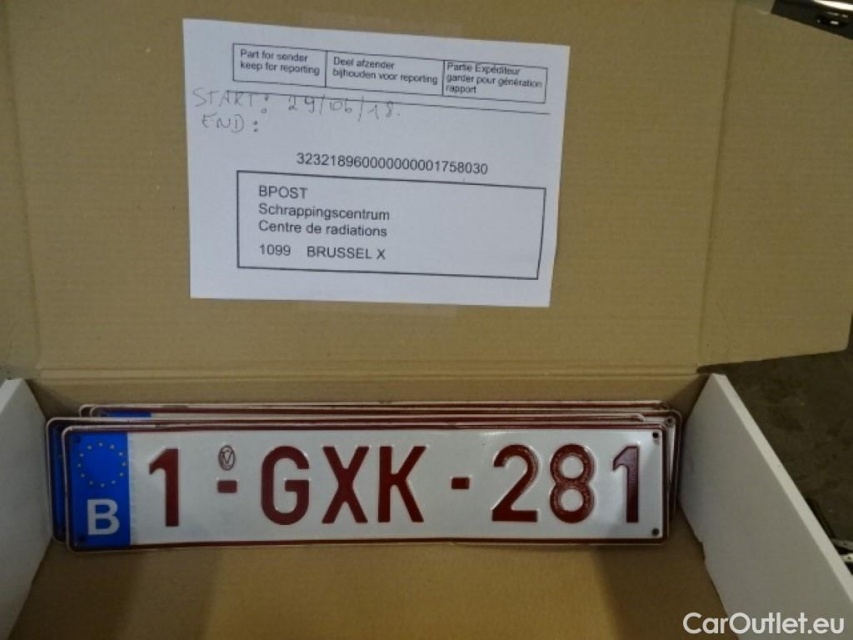 Part for sender
keep for reporting
Deel afzender
bijhouden voor reporting
Partie Expéditeur
garder pour génération
rapport
START: 29/06/18.
END:
323218960000000001758030
BPOST
Schrappingscentrum
Centre de radiations
1099 BRUSSEL X
B 1-GXK-281
CarOutlet.eu